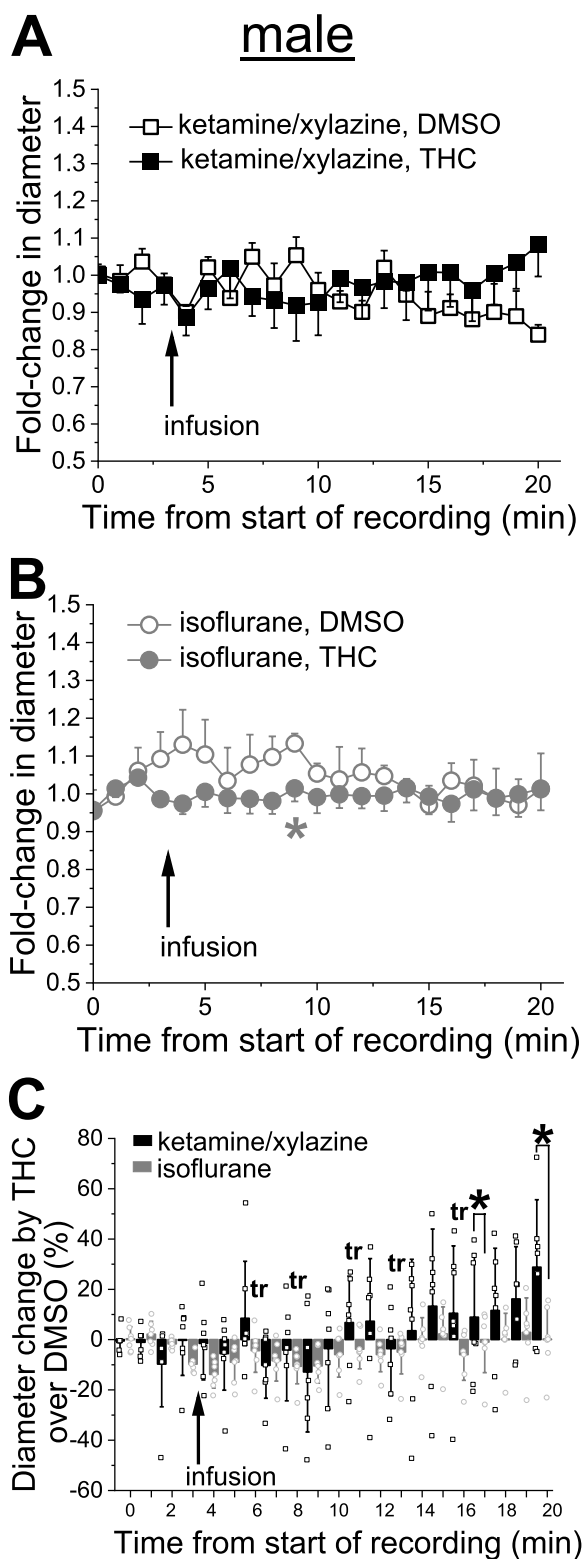 A
male
ketamine/xylazine, DMSO
ketamine/xylazine, THC
Fold-change in diameter
1.5
1.4
1.3
1.2
1.1
1.0
0.9
0.8
0.7
0.6
0.5
infusion
0 5 10 15 20
Time from start of recording (min)
B
isoflurane, DMSO
isoflurane, THC
Fold-change in diameter
1.5
1.4
1.3
1.2
1.1
1.0
0.9
0.8
0.7
0.6
0.5
*
infusion
0 5 10 15 20
Time from start of recording (min)
C
ketamine/xylazine
isoflurane
Diameter change by THC
over DMSO (%)
80
60
40
20
0
-20
-40
-60
tr tr tr tr tr * *
infusion
0 2 4 6 8 10 12 14 16 18 20
Time from start of recording (min)